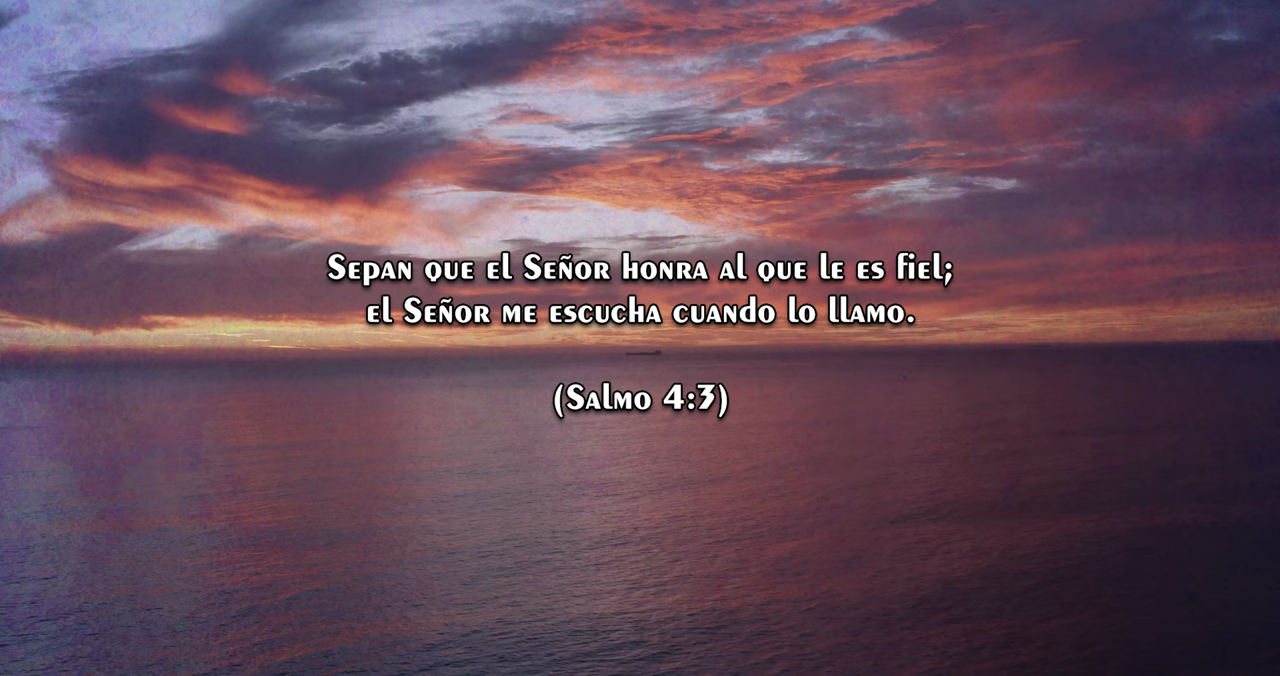 Sepan que el Señor honra al que le es fiel;
el Señor me escucha cuando lo llamo.
(Salmo 4:3)